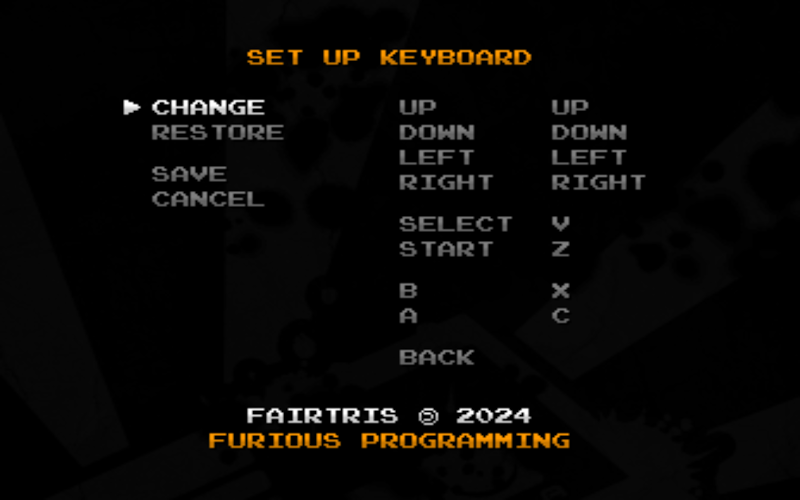 SET UP KEYBOARD
CHANGE
RESTORE
SAVE
CANCEL
UP UP
DOWN DOWN
LEFT LEFT
RIGHT RIGHT
SELECT V
START Z
B X
A C
BACK
FAIRTRIS © 2024
FURIOUS PROGRAMMING